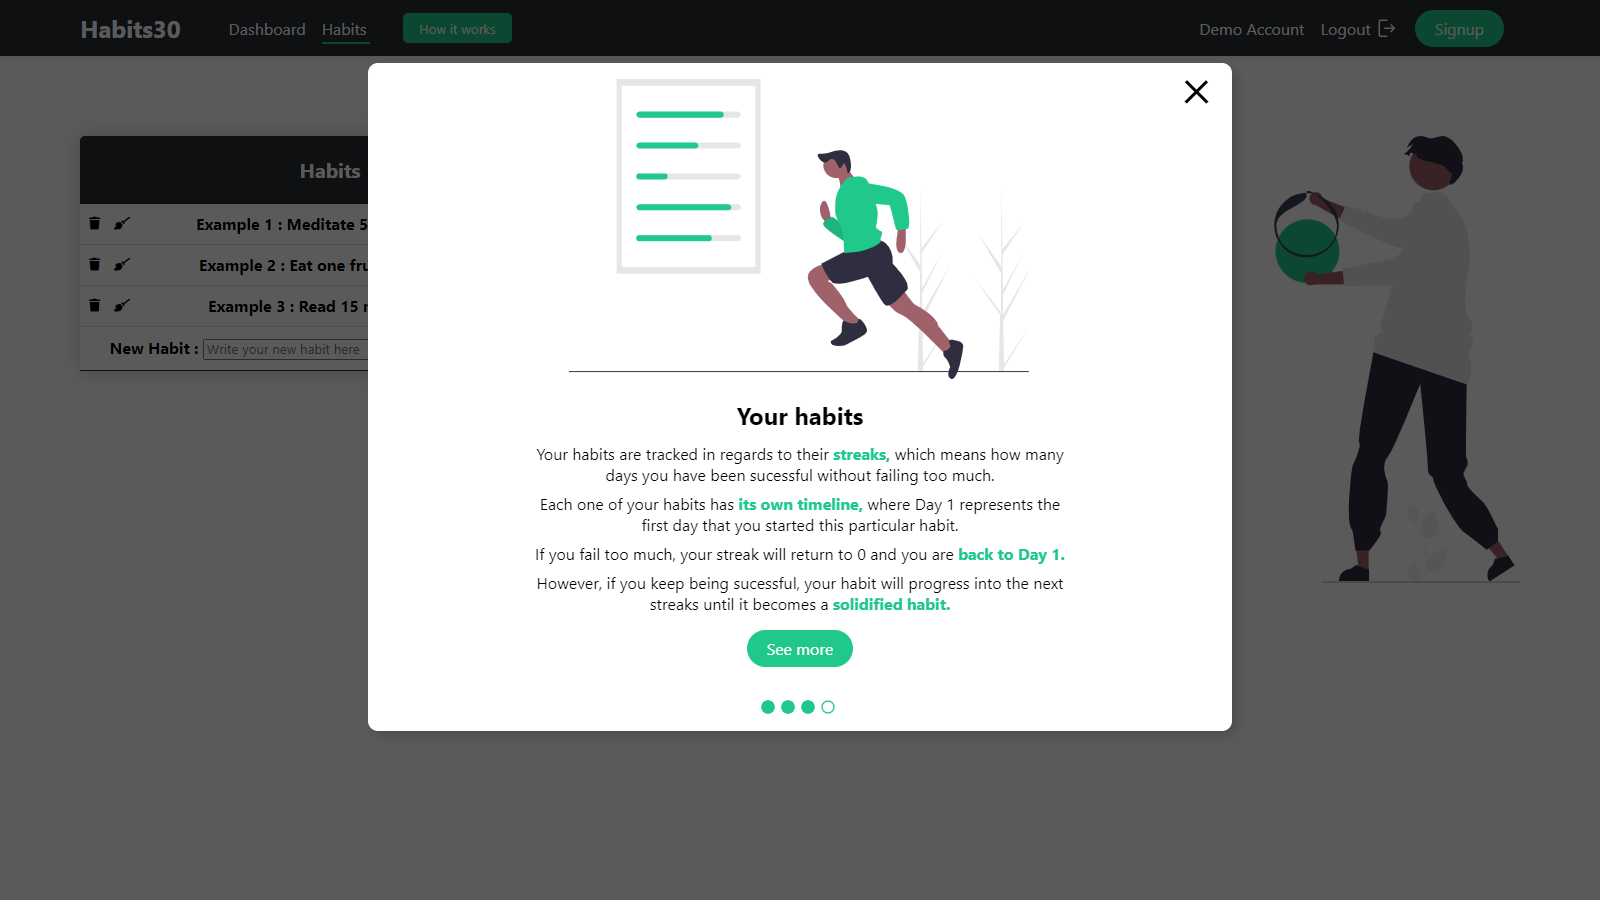 Habits30
Dashboard
Habits
How it works
Demo Account
Logout
Signup
Habits
Example 1 : Meditate 5
Example 2 : Eat one fru
Example 3 : Read 15
New Habit :
Write your new habit here
Your habits
Your habits are tracked in regards to their streaks, which means how many
days you have been sucessful without failing too much.
Each one of your habits has its own timeline, where Day 1 represents the
first day that you started this particular habit.
If you fail too much, your streak will return to 0 and you are back to Day 1.
However, if you keep being sucessful, your habit will progress into the next
streaks until it becomes a solidified habit.
See more